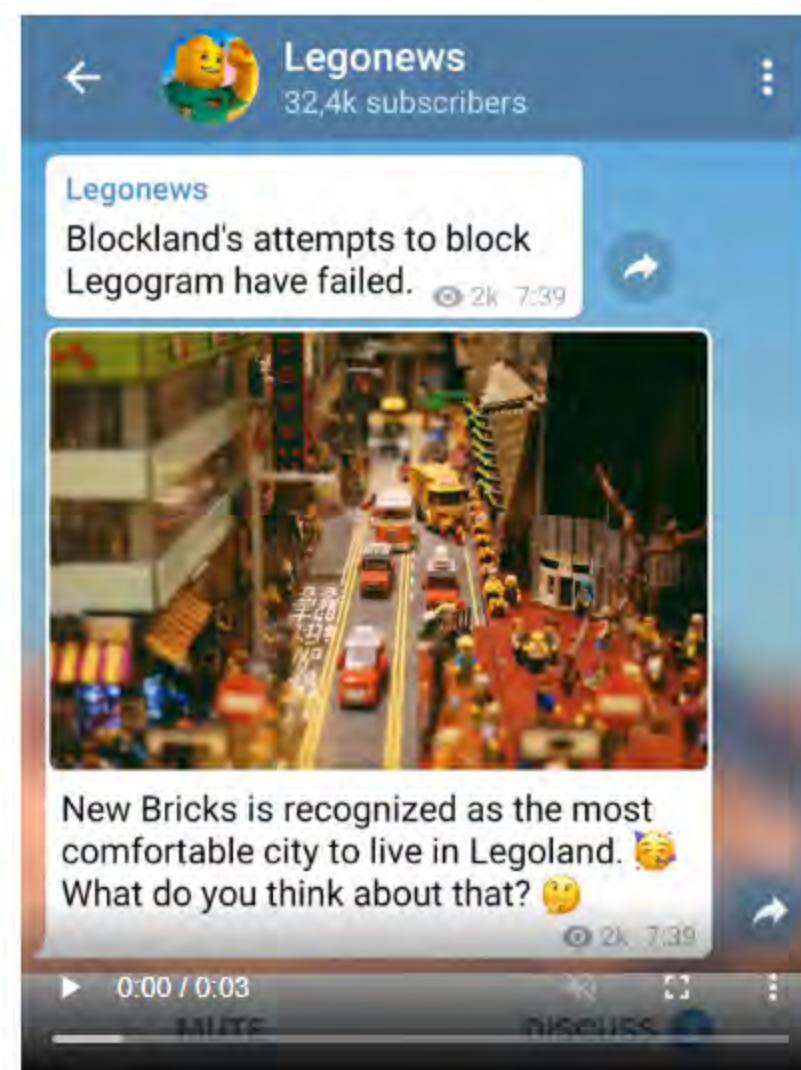 Legonews
32,4k subscribers
Legonews
Blockland's attempts to block
Legogram have failed.
2k 7:39
New Bricks is recognized as the most
comfortable city to live in Legoland. 🥳
What do you think about that? 🤔
2k 7:39
0:00 / 0:03
MUTE DISCUSS